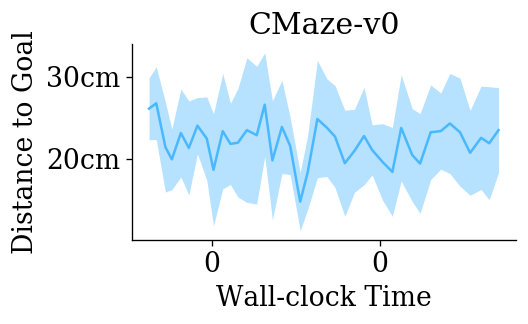 CMaze-v0
Distance to Goal
30cm
20cm
0 0
Wall-clock Time